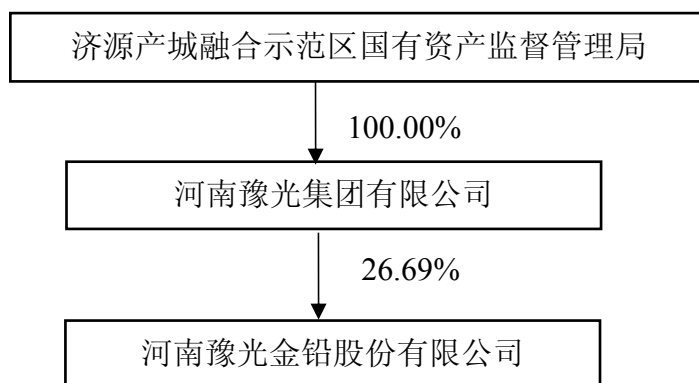 济源产城融合示范区国有资产监督管理局
100.00%
河南豫光集团有限公司
26.69%
河南豫光金铅股份有限公司